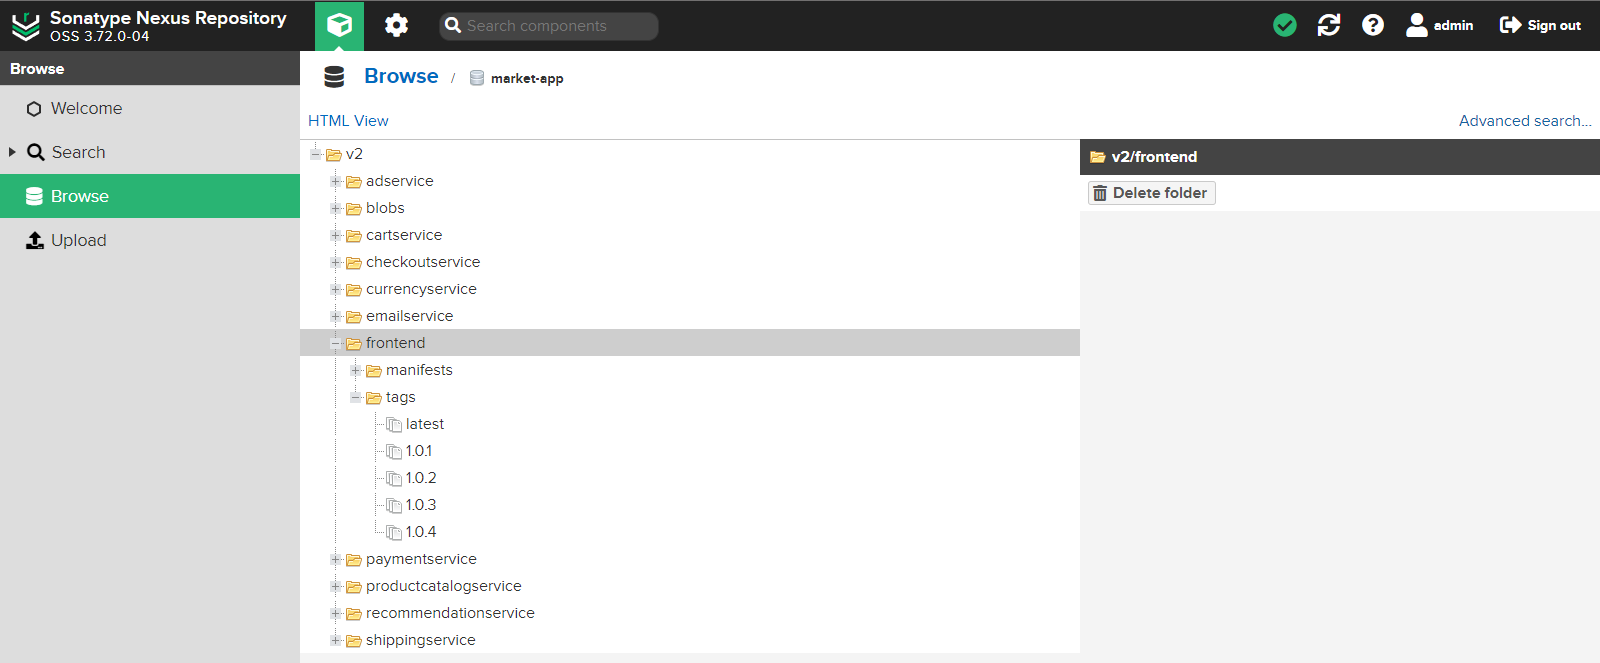 Sonatype Nexus Repository
OSS 3.72.0-04
Search components
admin
Sign out
Browse
Welcome
Search
Browse
Upload
Browse / market-app
HTML View
Advanced search...
v2
adservice
blobs
cartservice
checkoutservice
currencyservice
emailservice
frontend
manifests
tags
latest
1.0.1
1.0.2
1.0.3
1.0.4
paymentservice
productcatalogservice
recommendationservice
shippingservice
v2/frontend
Delete folder